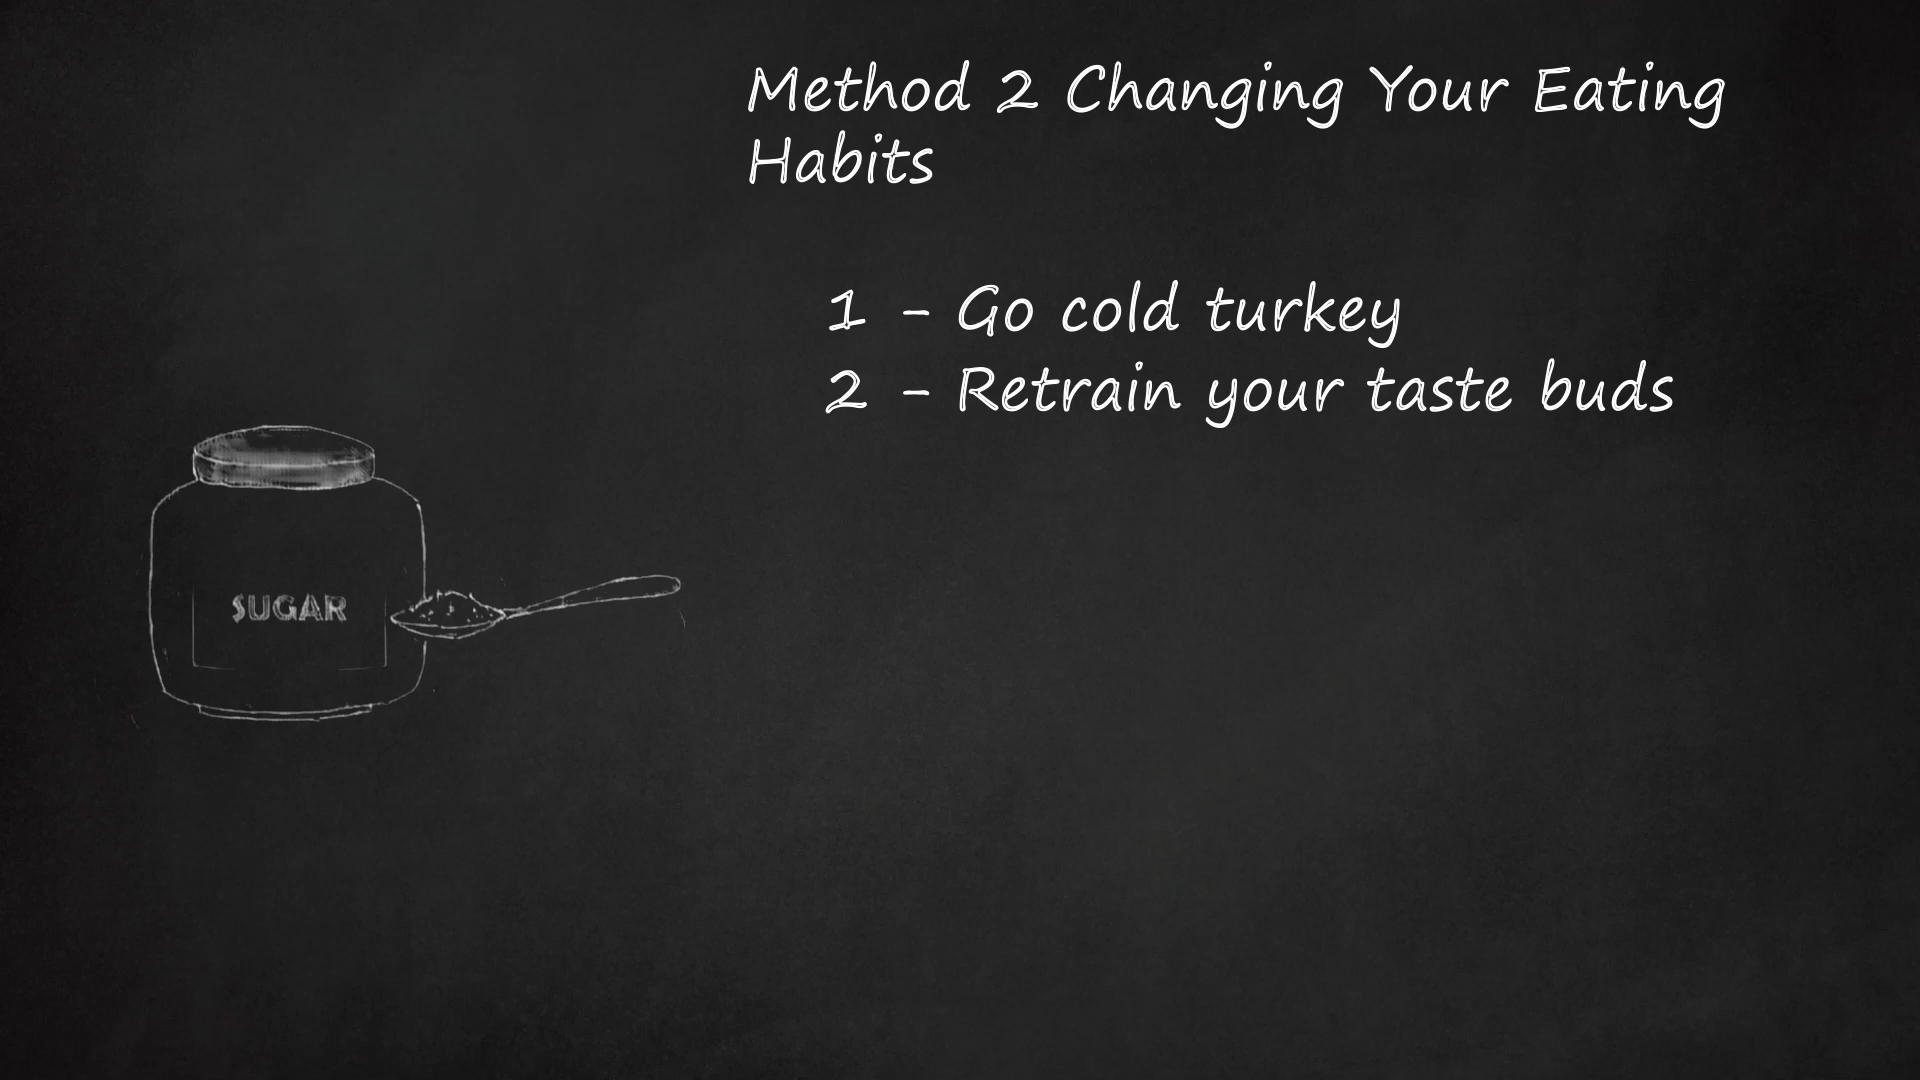 Method 2 Changing Your Eating
Habits
1 - Go cold turkey
2 - Retrain your taste buds
SUGAR